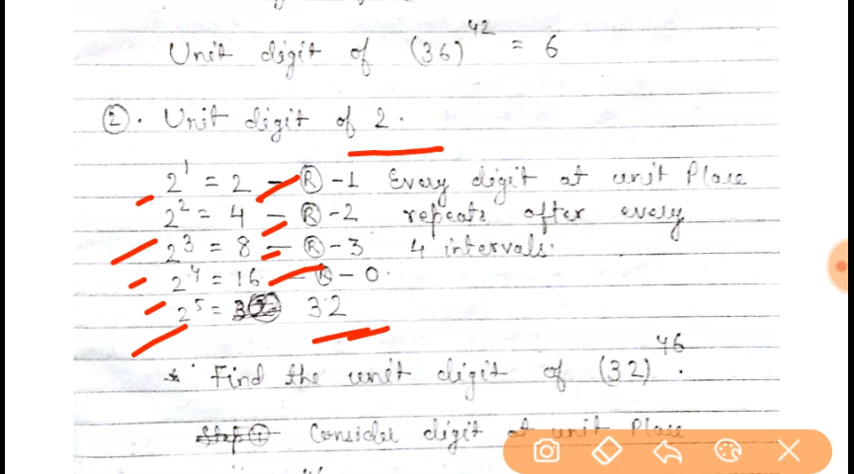 Unit digit of (36)^42 = 6
②. Unit digit of 2.
2^1 = 2 – Ⓡ -1 Every digit at unit Place
2^2 = 4 – Ⓡ -2 repeats after every
2^3 = 8 – Ⓡ -3 4 intervals.
2^4 = 16 – Ⓡ – 0.
2^5 = 32
* Find the unit digit of (32)^46.
Step ① Consider digit at unit Place